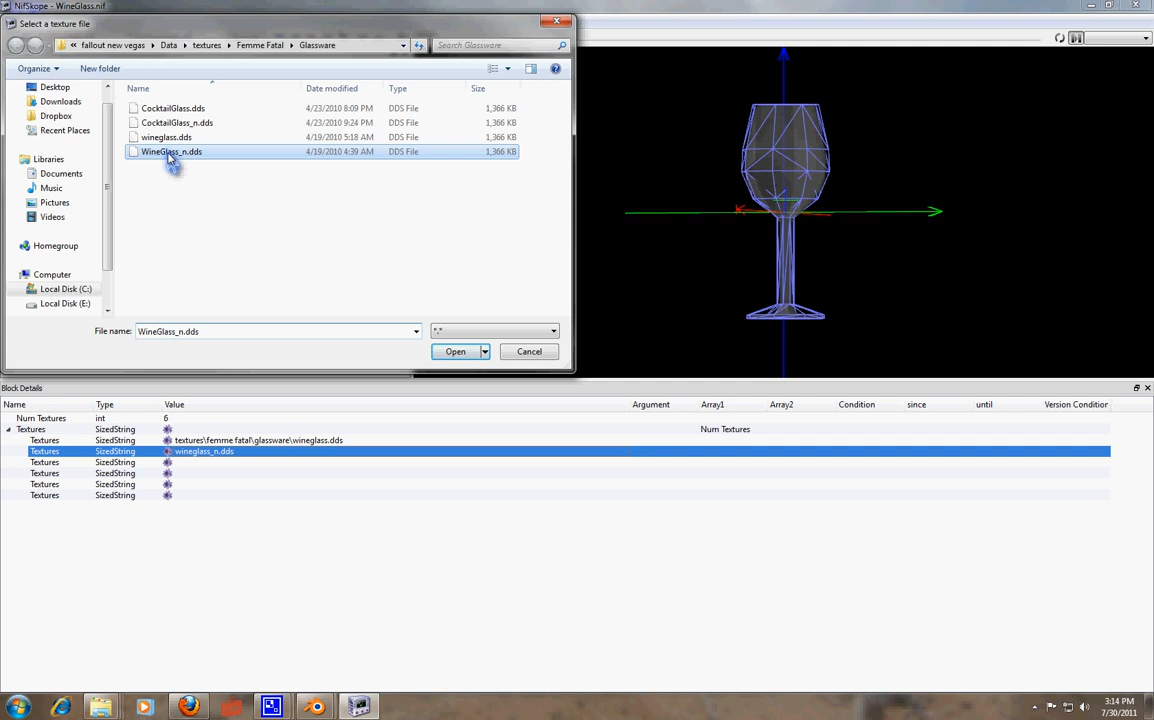 NifSkope - WineGlass.nif
Select a texture file
« fallout new vegas ▸ Data ▸ textures ▸ Femme Fatal ▸ Glassware
Search Glassware
Organize
New folder
Name Date modified Type Size
Desktop
Downloads
Dropbox
Recent Places
Libraries
Documents
Music
Pictures
Videos
Homegroup
Computer
Local Disk (C:)
Local Disk (E:)
CocktailGlass.dds 4/23/2010 8:09 PM DDS File 1,366 KB
CocktailGlass_n.dds 4/23/2010 9:24 PM DDS File 1,366 KB
wineglass.dds 4/19/2010 5:18 AM DDS File 1,366 KB
WineGlass_n.dds 4/19/2010 4:39 AM DDS File 1,366 KB
File name: WineGlass_n.dds
*.*
Open
Cancel
Block Details
Name Type Value Argument Array1 Array2 Condition since until Version Condition
Num Textures int 6
Textures SizedString Num Textures
Textures SizedString textures\femme fatal\glassware\wineglass.dds
Textures SizedString wineglass_n.dds
Textures SizedString
Textures SizedString
Textures SizedString
Textures SizedString
3:14 PM
7/30/2011